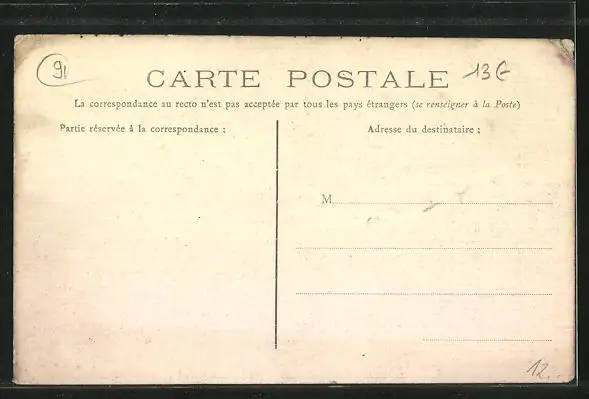 91
CARTE POSTALE
13€
La correspondance au recto n'est pas acceptée par tous les pays étrangers (se renseigner à la Poste)
Partie réservée à la correspondance :
Adresse du destinataire :
M
12